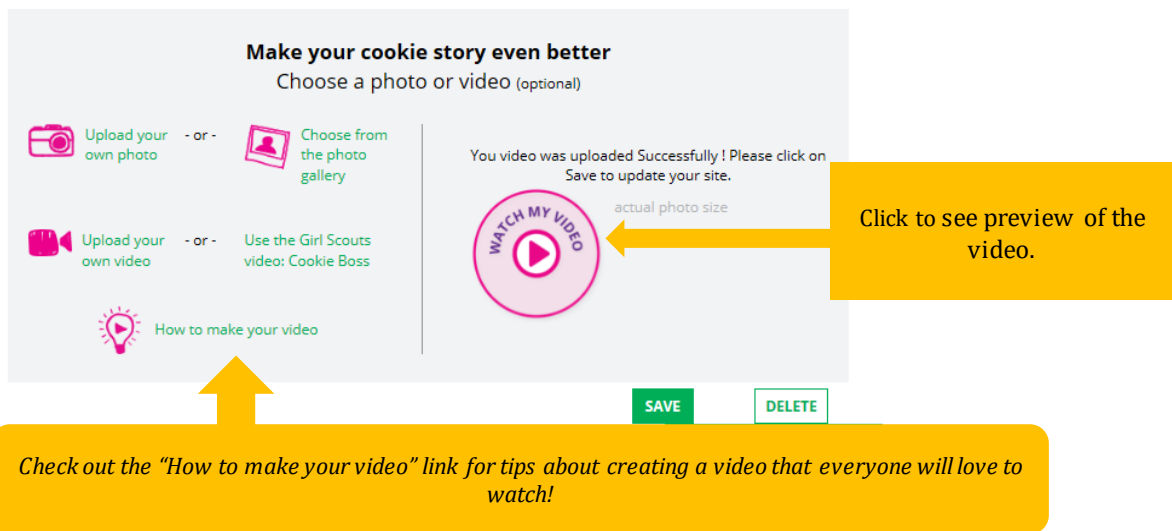 Make your cookie story even better
Choose a photo or video (optional)
Upload your
own photo
- or -
Choose from
the photo
gallery
Upload your
own video
- or -
Use the Girl Scouts
video: Cookie Boss
How to make your video
You video was uploaded Successfully ! Please click on
Save to update your site.
actual photo size
WATCH MY VIDEO
Click to see preview of the
video.
SAVE
DELETE
Check out the “How to make your video” link for tips about creating a video that everyone will love to
watch!